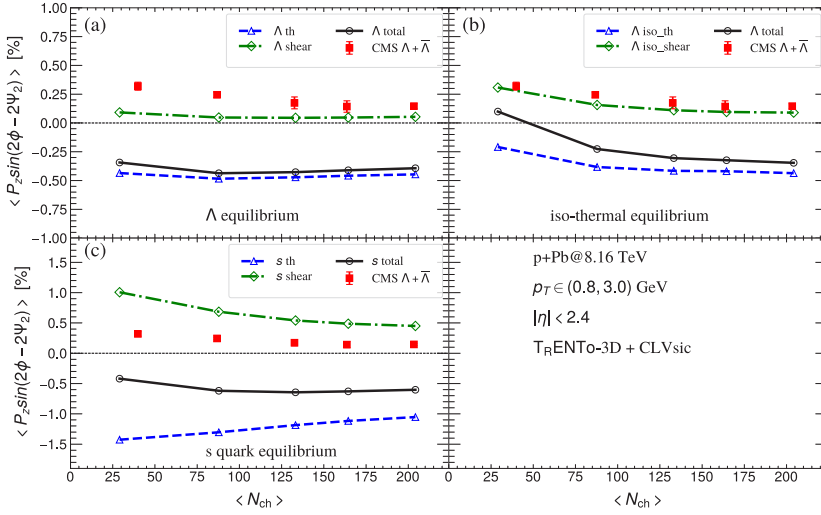 (a)
Λ th
Λ shear
Λ total
CMS Λ + Λ̅
< P_z sin(2ϕ − 2Ψ_2) > [%]
1.00
0.75
0.50
0.25
0.00
−0.25
−0.50
−0.75
−1.00
Λ equilibrium
(b)
Λ iso_th
Λ iso_shear
Λ total
CMS Λ + Λ̅
iso-thermal equilibrium
(c)
s th
s shear
s total
CMS Λ + Λ̅
< P_z sin(2ϕ − 2Ψ_2) > [%]
1.5
1.0
0.5
0.0
−0.5
−1.0
−1.5
s quark equilibrium
0 25 50 75 100 125 150 175 200
< N_ch >
p+Pb@8.16 TeV
p_T ∈ (0.8, 3.0) GeV
|η| < 2.4
T_RENTo-3D + CLVsic
0 25 50 75 100 125 150 175 200
< N_ch >